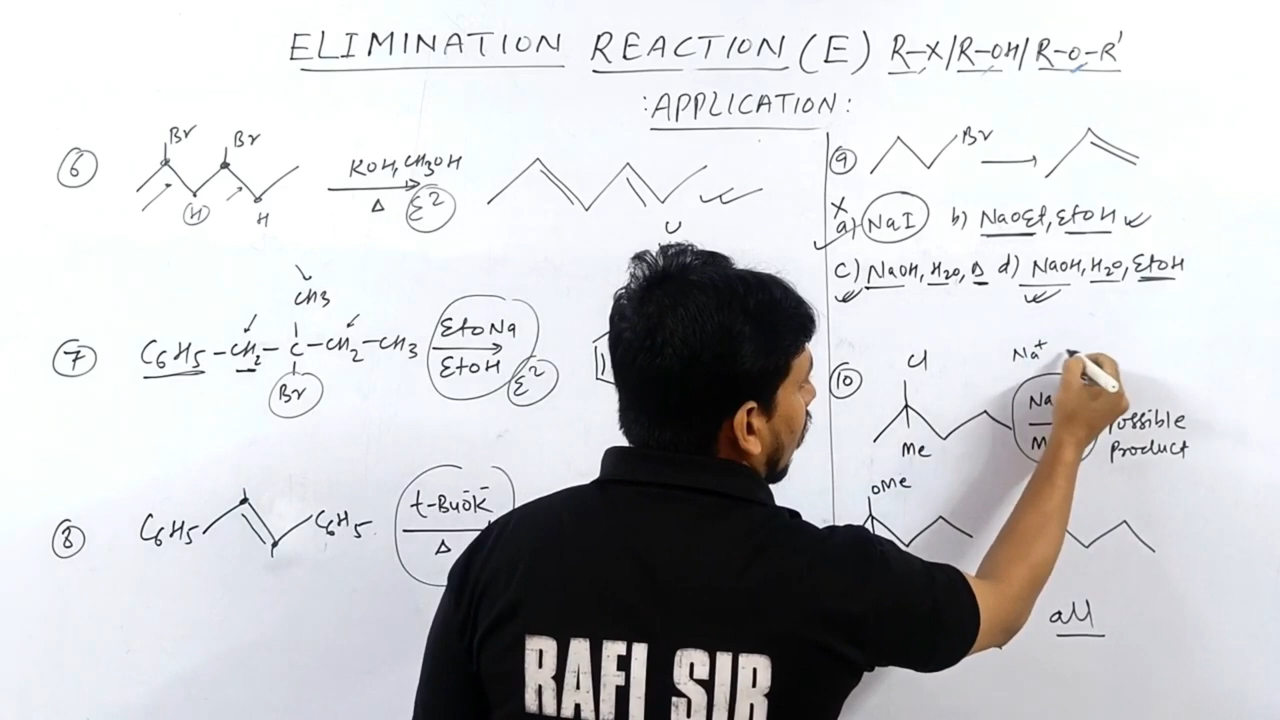 ELIMINATION REACTION (E) R-X/R-OH/R-O-R'
:APPLICATION:
6
Br Br
H H
KOH, CH3OH
Δ E2
7
CH3
C6H5-CH2-C-CH2-CH3
Br
EtONa
EtOH E2
8
C6H5 C6H5
t-BuO⁻K⁺
Δ
9
Br
x
a) NaI b) NaOEt, EtOH
c) NaOH, H2O, Δ d) NaOH, H2O, EtOH
10
Cl
Me
Na+
Possible
Product
OMe
all
RAFI SIR